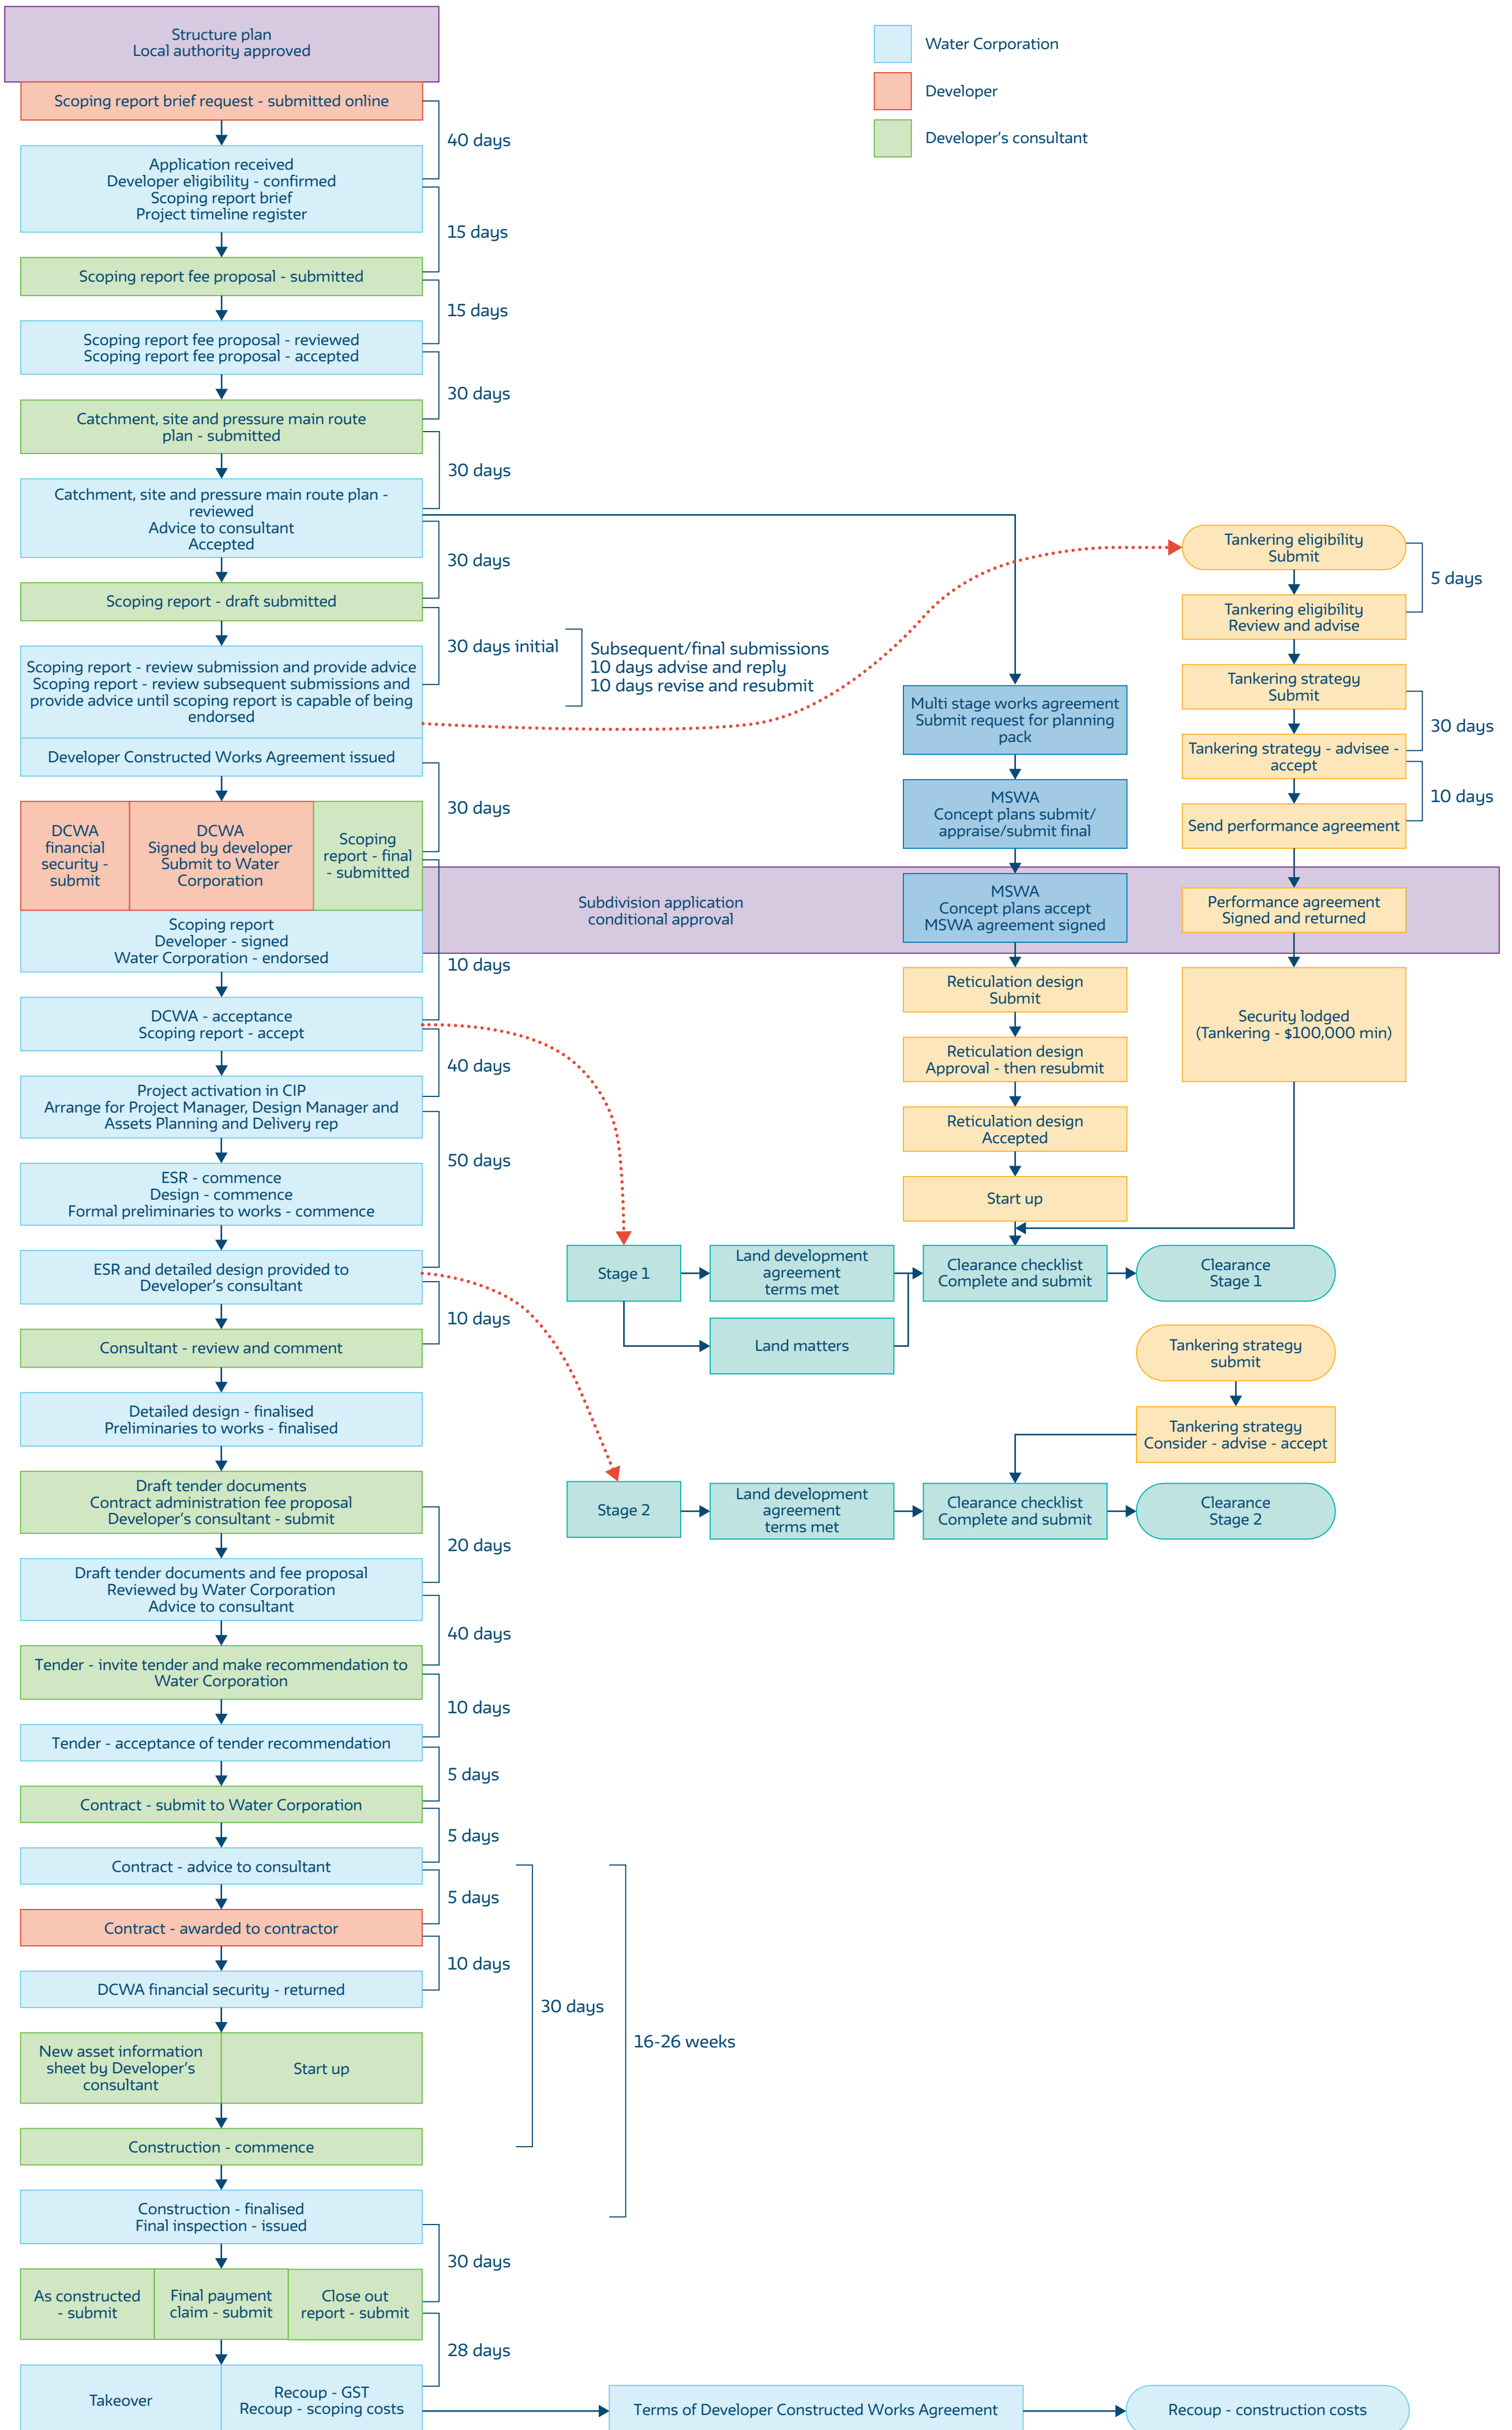 Structure plan
Local authority approved
Water Corporation
Developer
Developer's consultant
Scoping report brief request - submitted online
40 days
Application received
Developer eligibility - confirmed
Scoping report brief
Project timeline register
15 days
Scoping report fee proposal - submitted
15 days
Scoping report fee proposal - reviewed
Scoping report fee proposal - accepted
30 days
Catchment, site and pressure main route
plan - submitted
30 days
Catchment, site and pressure main route plan -
reviewed
Advice to consultant
Accepted
30 days
Scoping report - draft submitted
30 days initial
Subsequent/final submissions
10 days advise and reply
10 days revise and resubmit
Scoping report - review submission and provide advice
Scoping report - review subsequent submissions and
provide advice until scoping report is capable of being
endorsed
Developer Constructed Works Agreement issued
30 days
DCWA
financial
security -
submit
DCWA
Signed by developer
Submit to Water
Corporation
Scoping
report - final
- submitted
Scoping report
Developer - signed
Water Corporation - endorsed
10 days
DCWA - acceptance
Scoping report - accept
40 days
Project activation in CIP
Arrange for Project Manager, Design Manager and
Assets Planning and Delivery rep
50 days
ESR - commence
Design - commence
Formal preliminaries to works - commence
ESR and detailed design provided to
Developer's consultant
10 days
Consultant - review and comment
Detailed design - finalised
Preliminaries to works - finalised
Draft tender documents
Contract administration fee proposal
Developer's consultant - submit
20 days
Draft tender documents and fee proposal
Reviewed by Water Corporation
Advice to consultant
40 days
Tender - invite tender and make recommendation to
Water Corporation
10 days
Tender - acceptance of tender recommendation
5 days
Contract - submit to Water Corporation
5 days
Contract - advice to consultant
5 days
Contract - awarded to contractor
10 days
DCWA financial security - returned
30 days
16-26 weeks
New asset information
sheet by Developer's
consultant
Start up
Construction - commence
Construction - finalised
Final inspection - issued
30 days
As constructed
- submit
Final payment
claim - submit
Close out
report - submit
28 days
Takeover
Recoup - GST
Recoup - scoping costs
Terms of Developer Constructed Works Agreement
Recoup - construction costs
Multi stage works agreement
Submit request for planning
pack
MSWA
Concept plans submit/
appraise/submit final
Subdivision application
conditional approval
MSWA
Concept plans accept
MSWA agreement signed
Reticulation design
Submit
Reticulation design
Approval - then resubmit
Reticulation design
Accepted
Start up
Tankering eligibility
Submit
5 days
Tankering eligibility
Review and advise
Tankering strategy
Submit
30 days
Tankering strategy - advisee -
accept
10 days
Send performance agreement
Performance agreement
Signed and returned
Security lodged
(Tankering - $100,000 min)
Stage 1
Land development
agreement
terms met
Clearance checklist
Complete and submit
Clearance
Stage 1
Land matters
Tankering strategy
submit
Tankering strategy
Consider - advise - accept
Stage 2
Land development
agreement
terms met
Clearance checklist
Complete and submit
Clearance
Stage 2